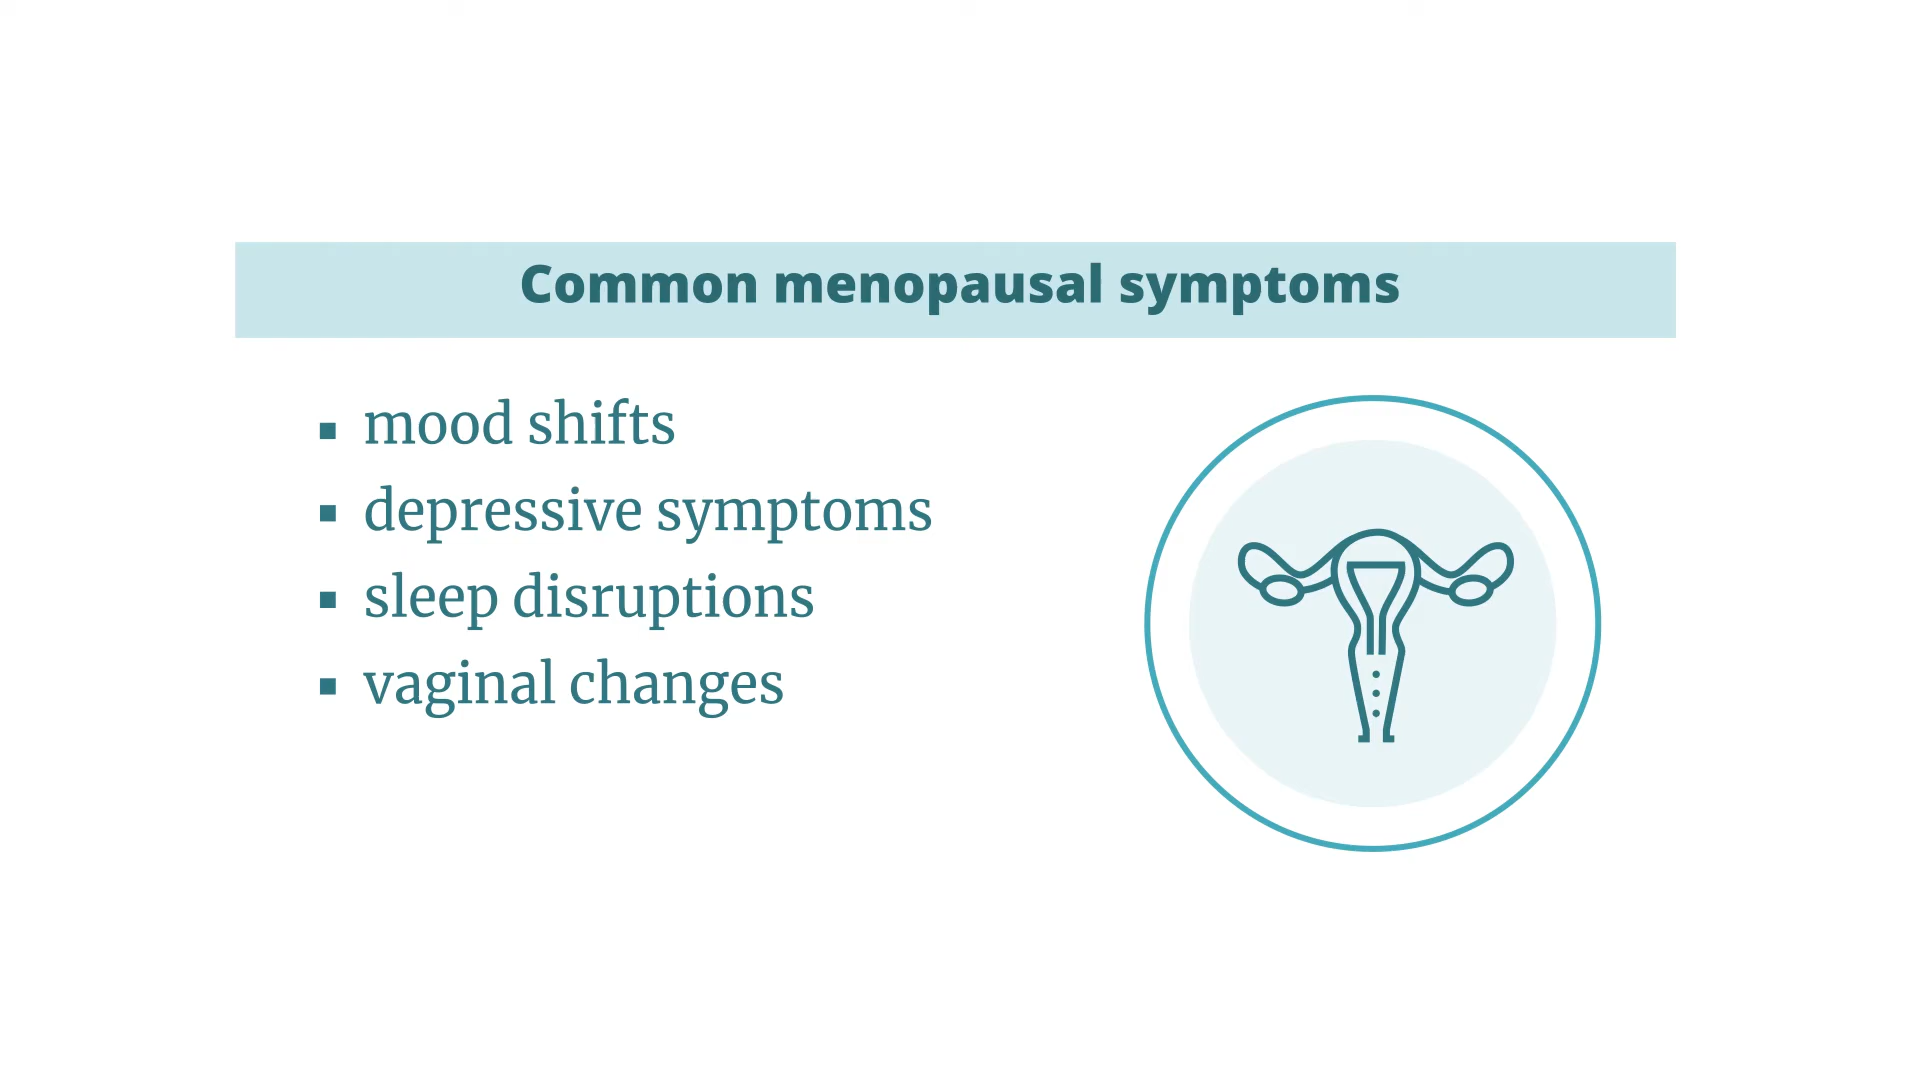 Common menopausal symptoms
▪ mood shifts
▪ depressive symptoms
▪ sleep disruptions
▪ vaginal changes